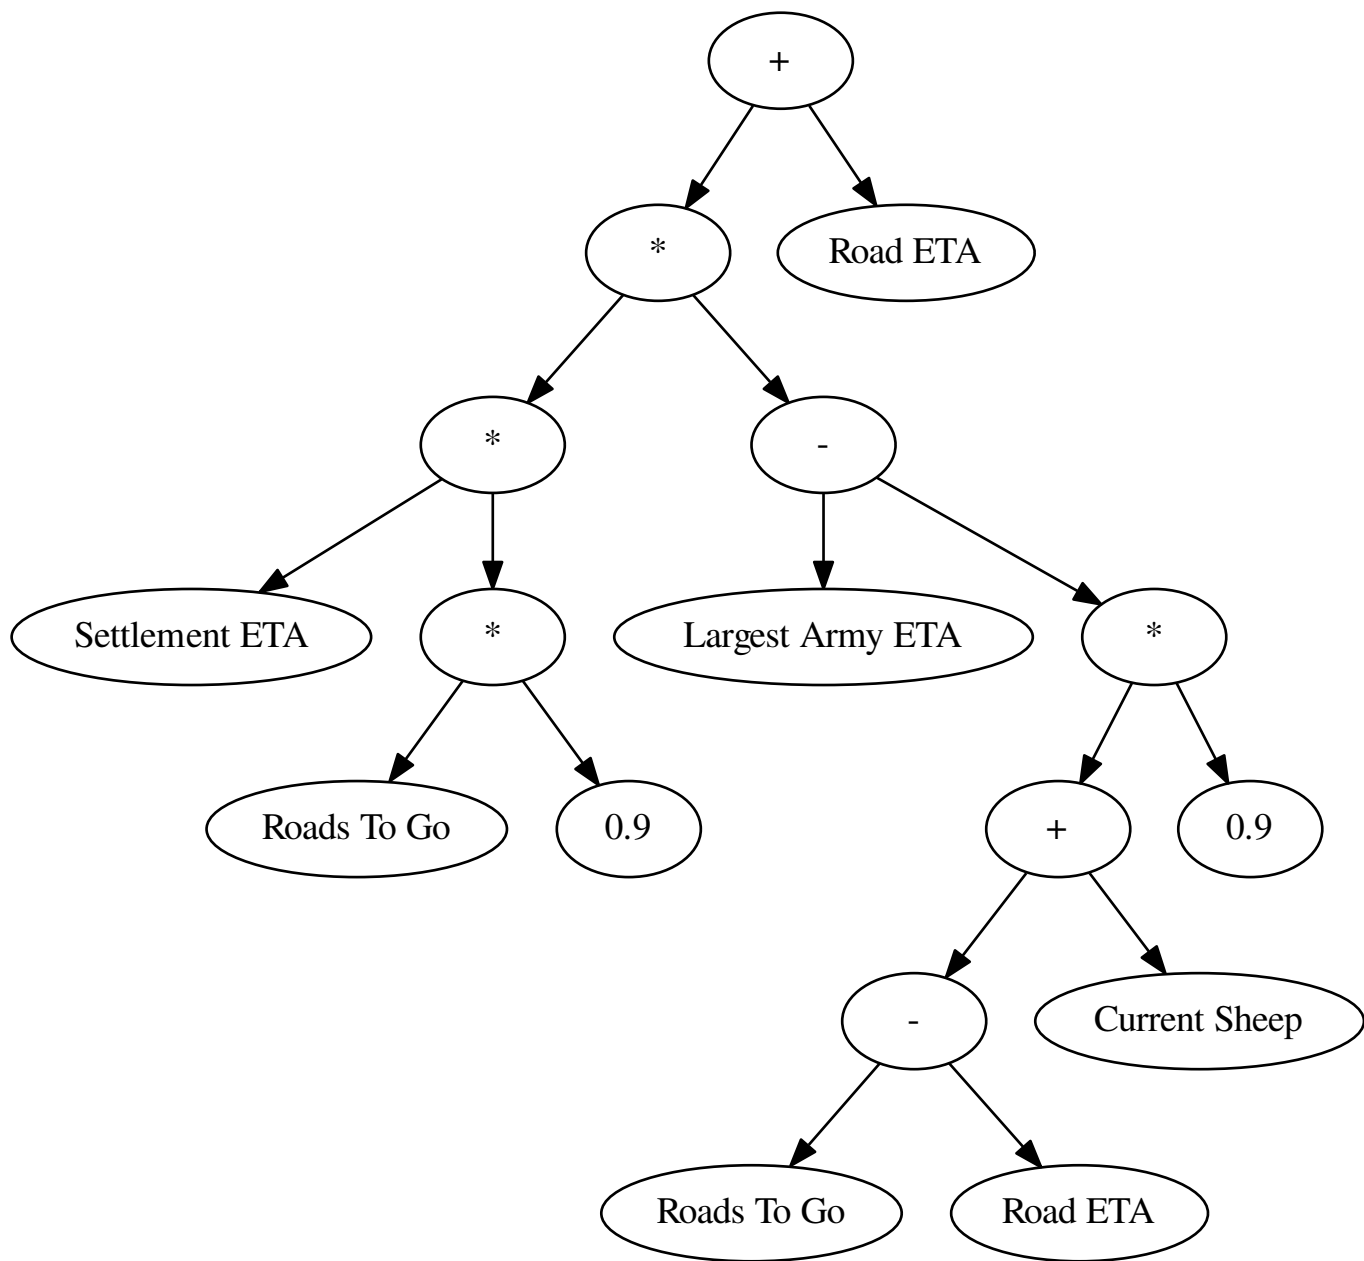 +
*
Road ETA
*
-
Settlement ETA
*
Largest Army ETA
*
Roads To Go
0.9
+
0.9
-
Current Sheep
Roads To Go
Road ETA